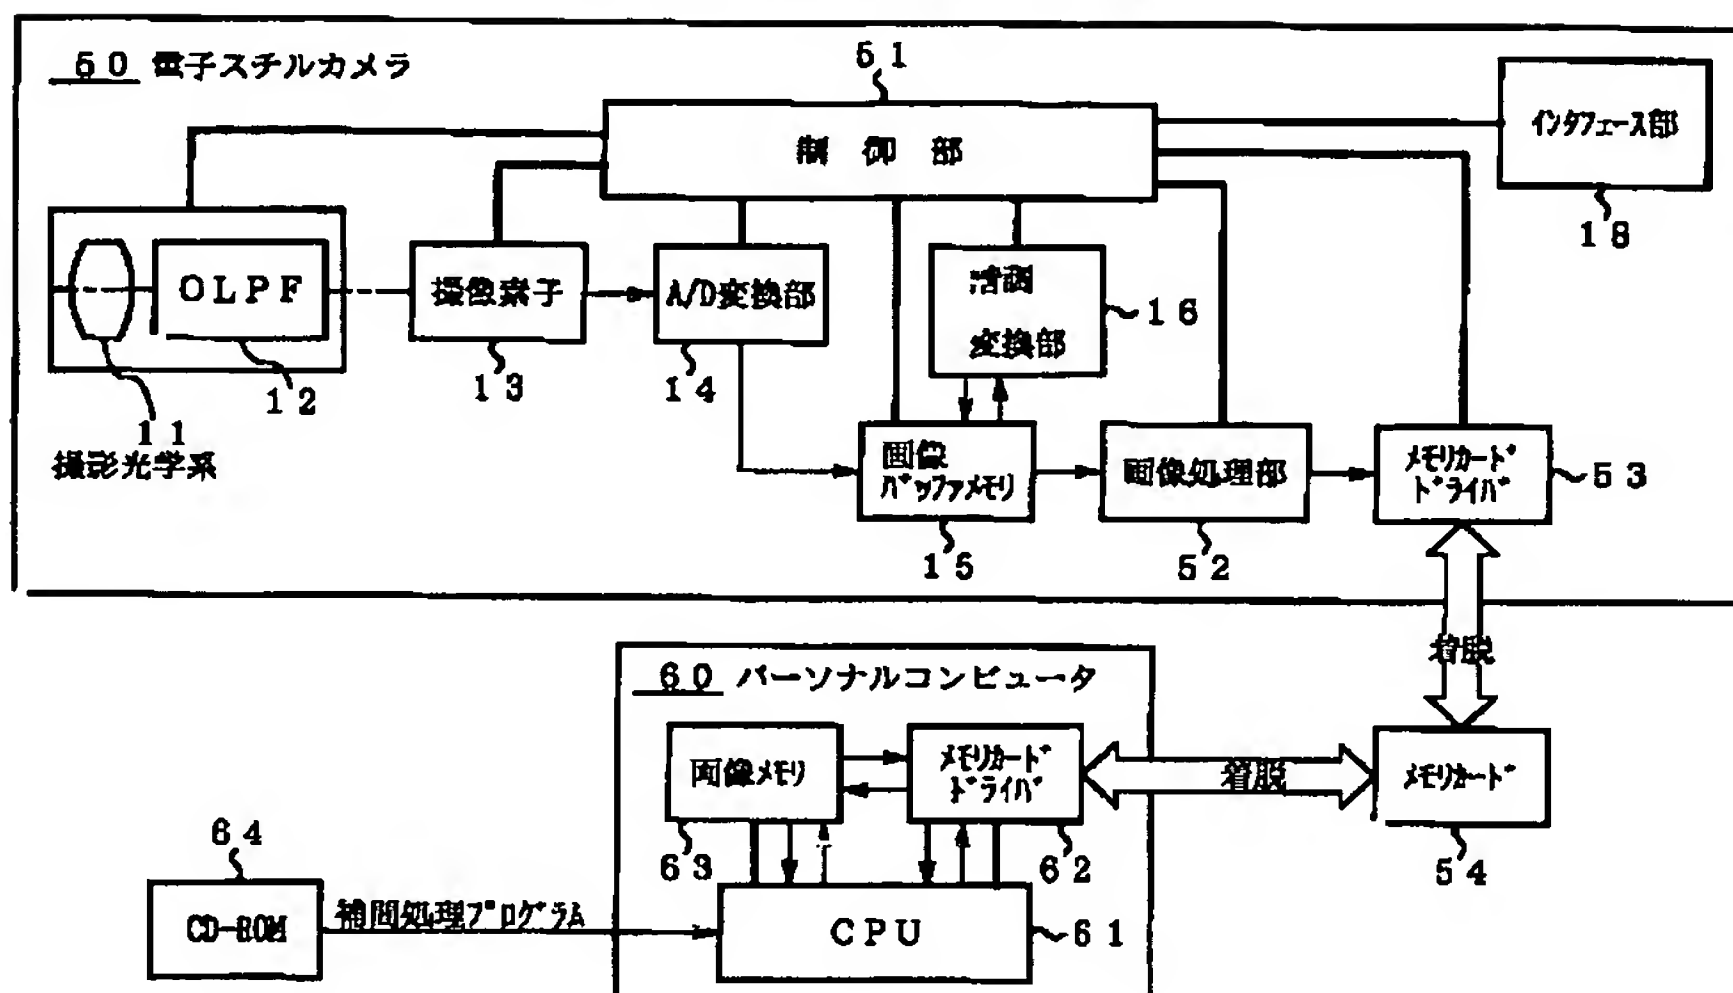 50 電子スチルカメラ
51
制御部
インタフェース部
18
OLPF
撮像素子
A/D変換部
階調
変換部
16
12
13
14
11
撮影光学系
画像
バッファメモリ
画像処理部
メモリカード
ドライバ
53
15
52
着脱
60 パーソナルコンピュータ
画像メモリ
メモリカード
ドライバ
着脱
メモリカード
64
63
62
54
CD-ROM
補間処理プログラム
CPU
61